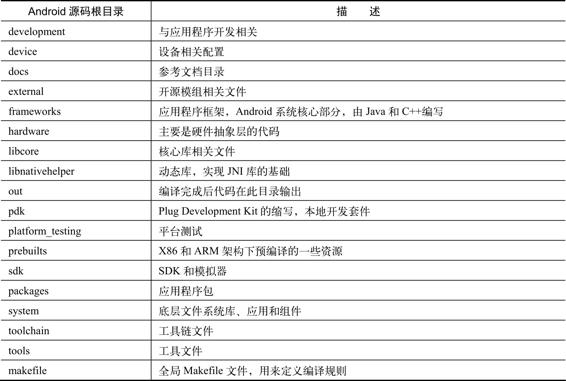 Android 源码根目录 描 述
development 与应用程序开发相关
device 设备相关配置
docs 参考文档目录
external 开源模组相关文件
frameworks 应用程序框架，Android 系统核心部分，由 Java 和 C++编写
hardware 主要是硬件抽象层的代码
libcore 核心库相关文件
libnativehelper 动态库，实现 JNI 库的基础
out 编译完成后代码在此目录输出
pdk Plug Development Kit 的缩写，本地开发套件
platform_testing 平台测试
prebuilts X86 和 ARM 架构下预编译的一些资源
sdk SDK 和模拟器
packages 应用程序包
system 底层文件系统库、应用和组件
toolchain 工具链文件
tools 工具文件
makefile 全局 Makefile 文件，用来定义编译规则